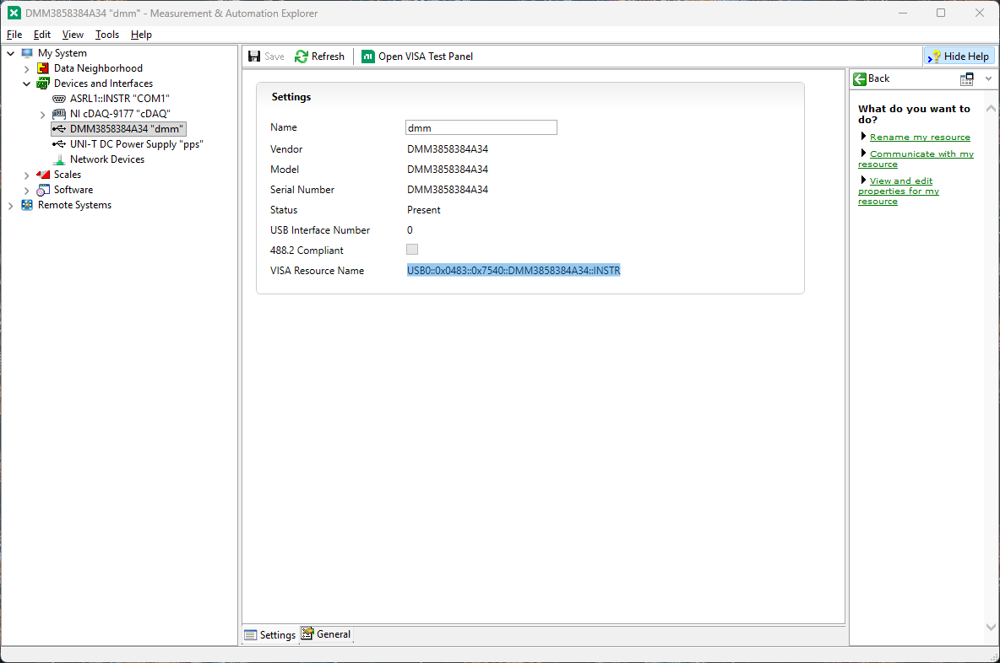 DMM3858384A34 "dmm" - Measurement & Automation Explorer
File Edit View Tools Help
My System
Data Neighborhood
Devices and Interfaces
ASRL1::INSTR "COM1"
NI cDAQ-9177 "cDAQ"
DMM3858384A34 "dmm"
UNI-T DC Power Supply "pps"
Network Devices
Scales
Software
Remote Systems
Save Refresh Open VISA Test Panel Hide Help
Settings
Name dmm
Vendor DMM3858384A34
Model DMM3858384A34
Serial Number DMM3858384A34
Status Present
USB Interface Number 0
488.2 Compliant
VISA Resource Name USB0::0x0483::0x7540::DMM3858384A34::INSTR
Settings General
Back
What do you want to
do?
Rename my resource
Communicate with my
resource
View and edit
properties for my
resource